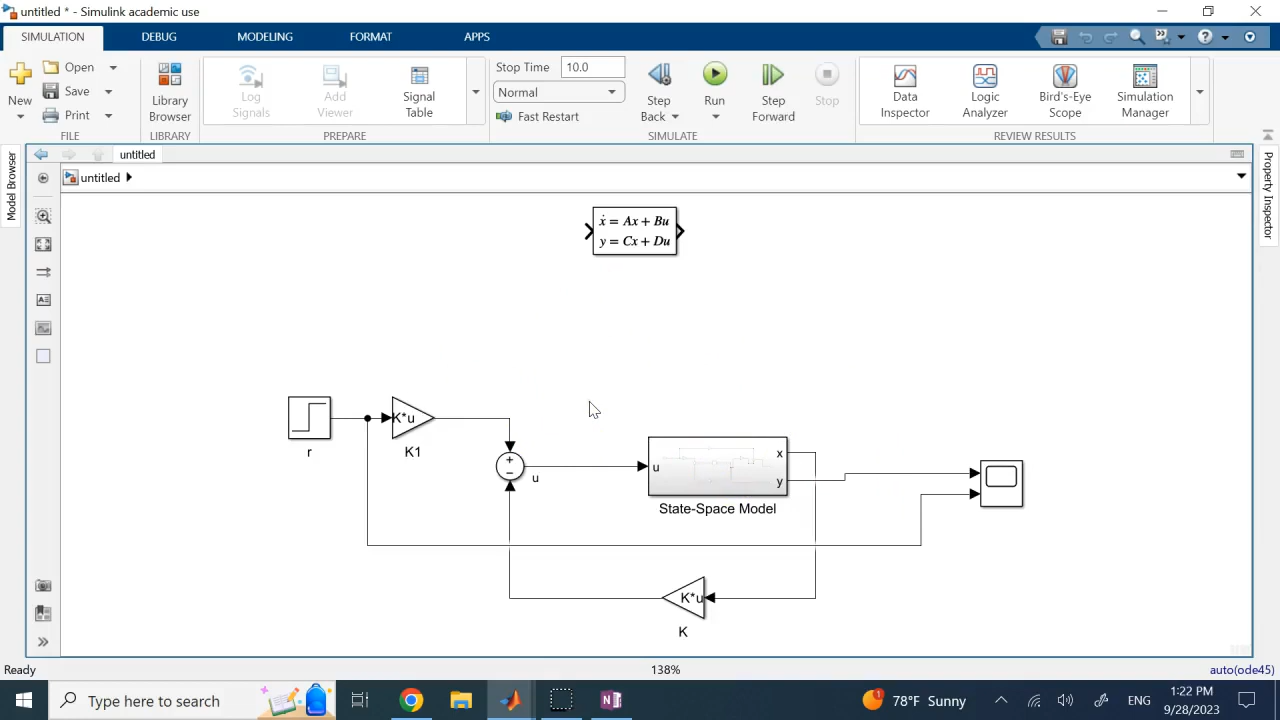 untitled * - Simulink academic use
SIMULATION DEBUG MODELING FORMAT APPS
New
Open
Save
Print
FILE
Library
Browser
LIBRARY
Log
Signals
Add
Viewer
Signal
Table
PREPARE
Stop Time 10.0
Normal
Fast Restart
Step
Back
Run
Step
Forward
Stop
SIMULATE
Data
Inspector
Logic
Analyzer
Bird's-Eye
Scope
Simulation
Manager
REVIEW RESULTS
Model Browser
untitled
untitled
Property Inspector
ẋ = Ax + Bu
y = Cx + Du
K*u
r
K1
+
−
u
u
x
y
State-Space Model
K*u
K
Ready 138% auto(ode45)
Type here to search
1 78°F Sunny ENG
1:22 PM
9/28/2023